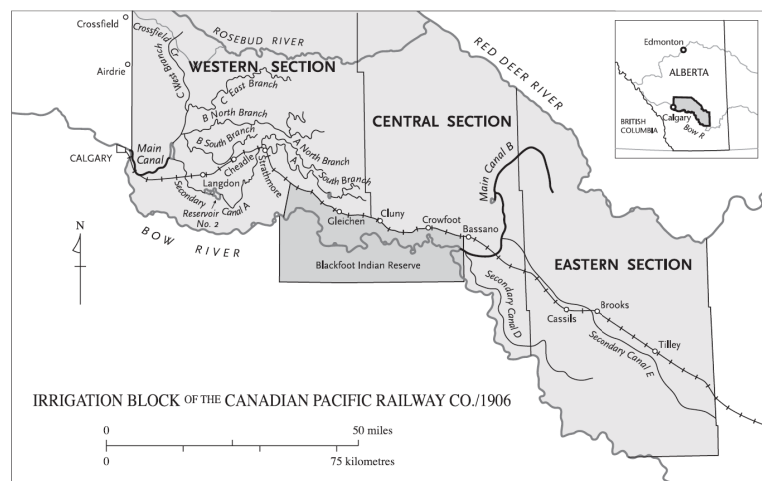 Crossfield
Crossfield Cr
ROSEBUD RIVER
Airdrie
C West Branch
WESTERN SECTION
C East Branch
RED DEER RIVER
B North Branch
B South Branch
CENTRAL SECTION
Main
Canal
A North
Branch
A
South Branch
CALGARY
Cheadle
Langdon
Strathmore
Secondary
Canal A
Reservoir
No. 2
Main Canal B
Gleichen
Cluny
Crowfoot
Bassano
BOW RIVER
N
Blackfoot Indian Reserve
EASTERN SECTION
Secondary Canal D
Cassils
Brooks
Secondary Canal E
Tilley
IRRIGATION BLOCK OF THE CANADIAN PACIFIC RAILWAY CO./1906
0
50 miles
0
75 kilometres
Edmonton
ALBERTA
BRITISH
COLUMBIA
Calgary
Bow R